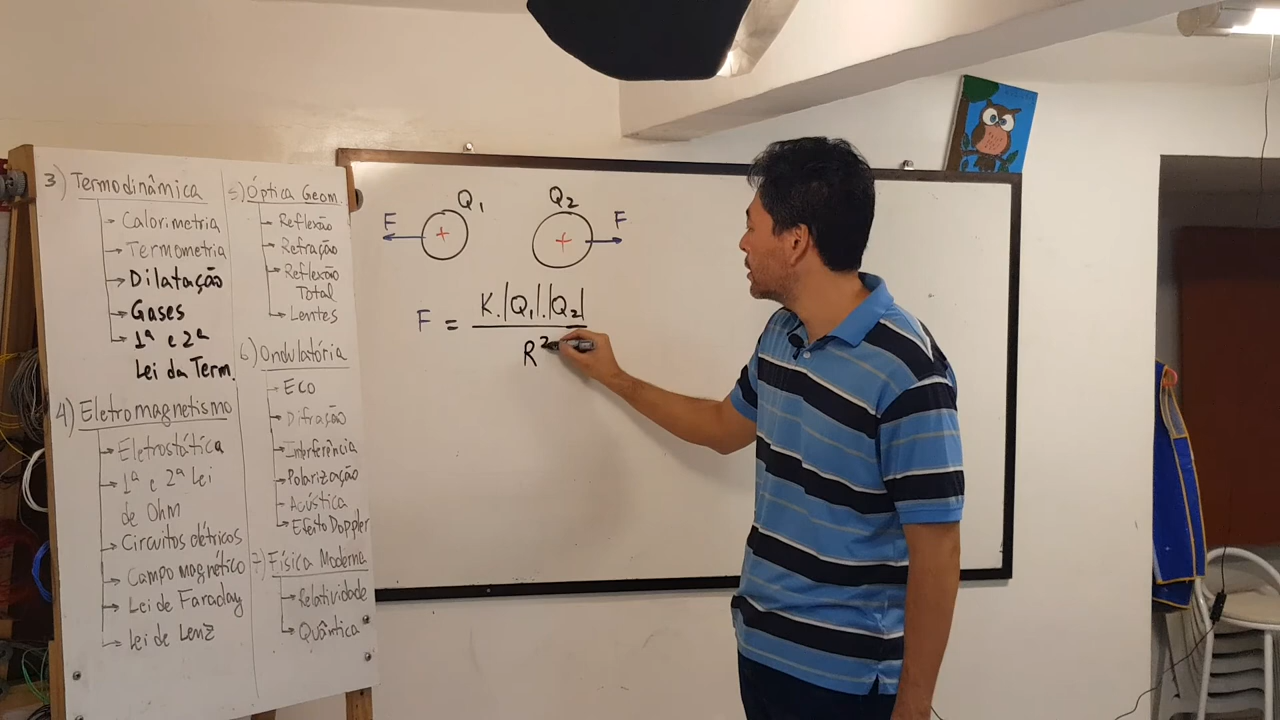 3) Termodinâmica
Calorimetria
Termometria
Dilatação
Gases
1ª e 2ª
Lei da Term.
4) Eletromagnetismo
Eletrostática
1ª e 2ª Lei
de Ohm
Circuitos elétricos
Campo magnético
Lei de Faraday
Lei de Lenz
5) Óptica Geom.
Reflexão
Refração
Reflexão
Total
Lentes
6) Ondulatória
Eco
Difração
Interferência
Polarização
Acústica
Efeito Doppler
7) Física Moderna
Relatividade
Quântica
Q1 Q2
F + + F
F = K.|Q1|.|Q2|
R2